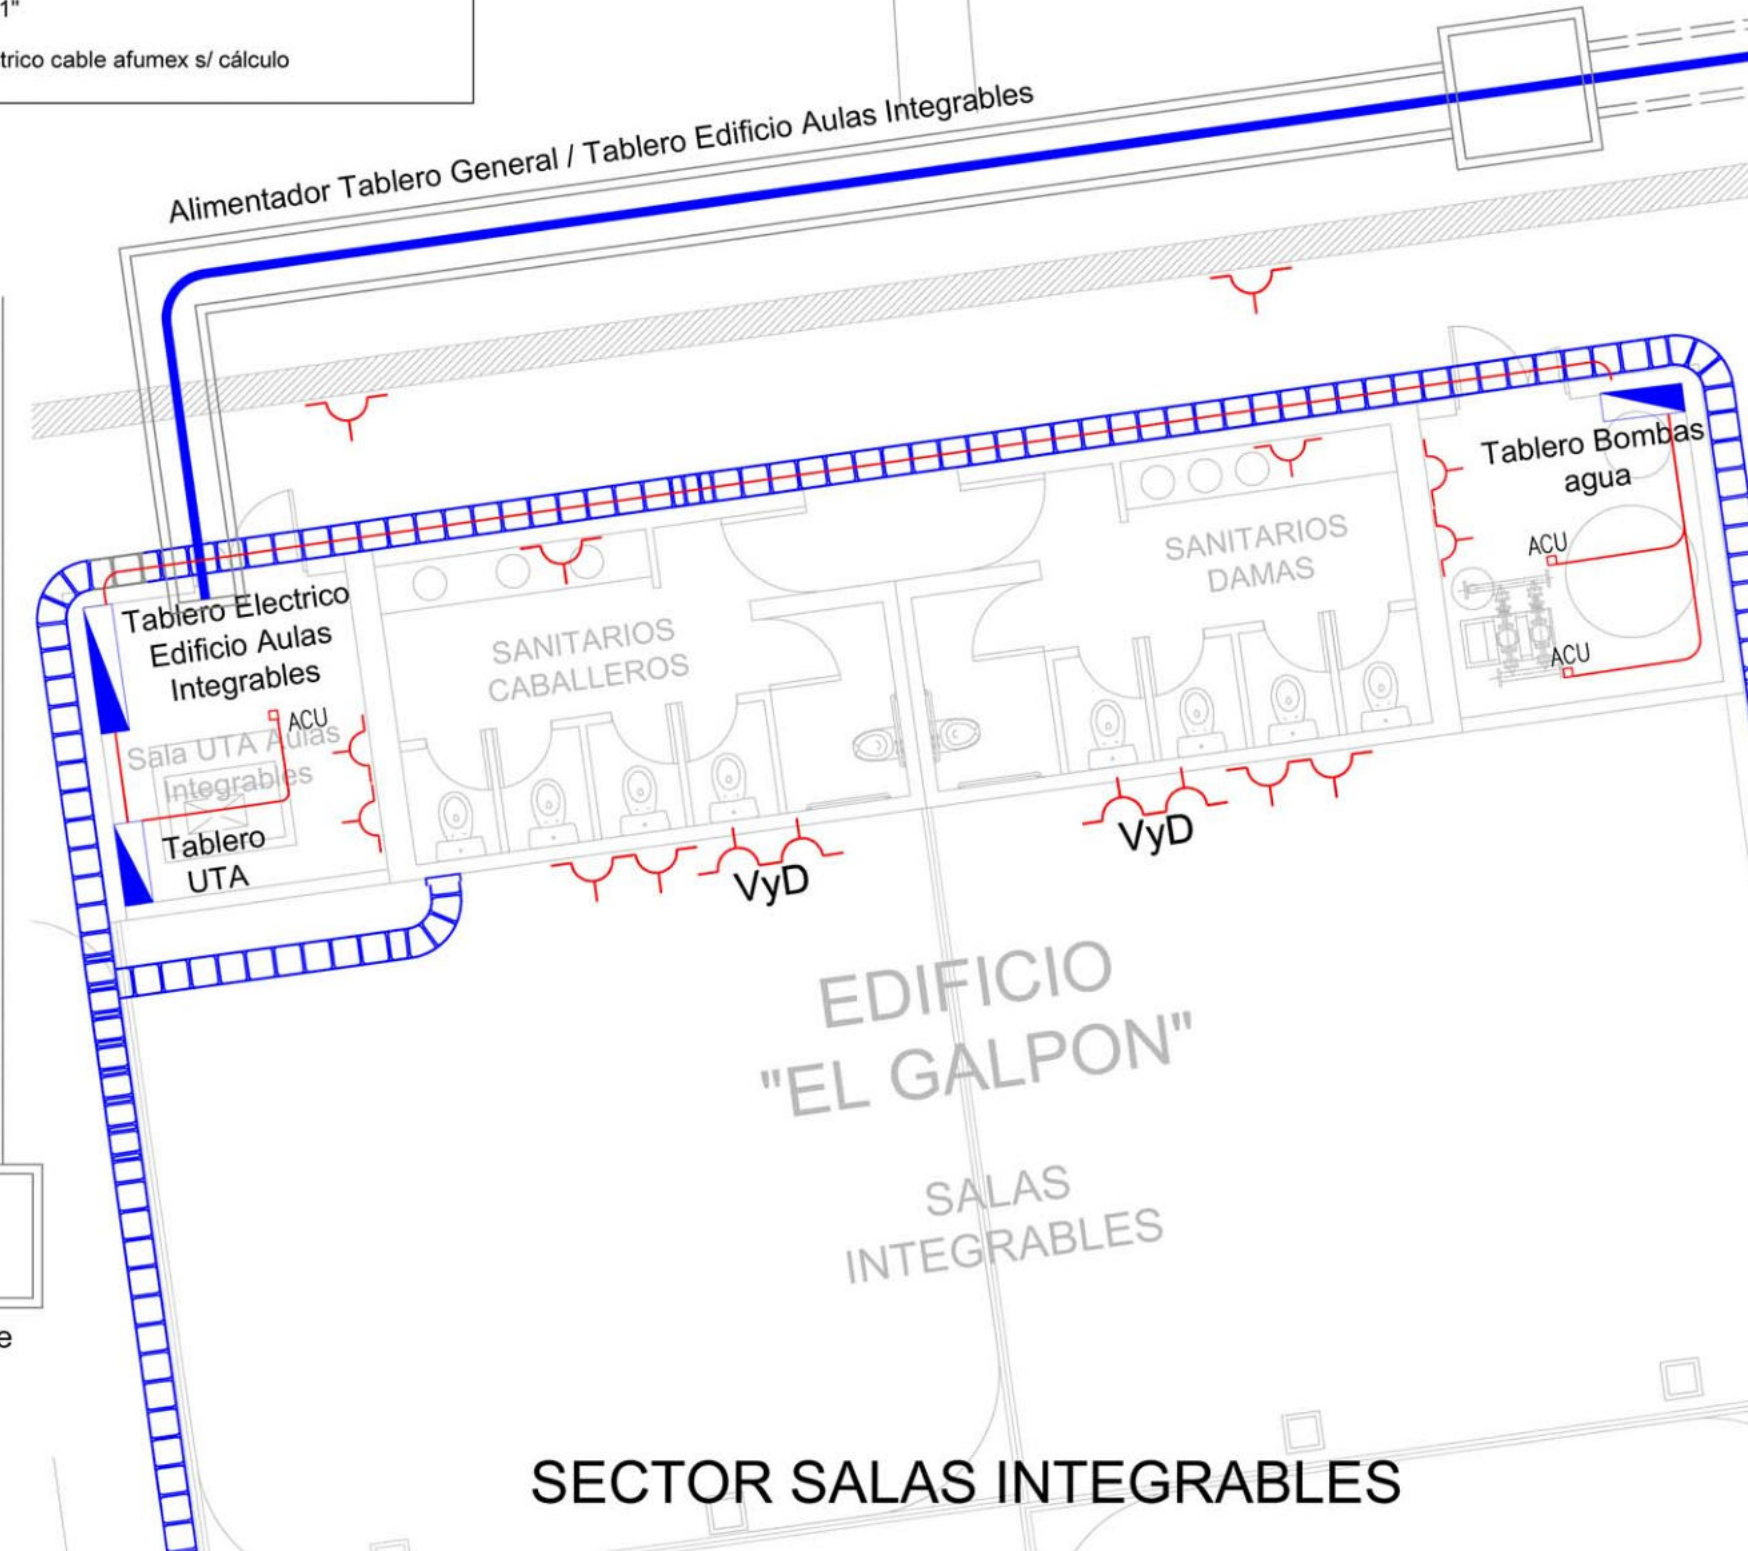 1"
trico cable afumex s/ cálculo
Alimentador Tablero General / Tablero Edificio Aulas Integrables
Tablero Bombas
agua
ACU
ACU
SANITARIOS
DAMAS
Tablero Electrico
Edificio Aulas
Integrables
SANITARIOS
CABALLEROS
ACU
Sala UTA Aulas
Integrables
Tablero
UTA
VyD
VyD
EDIFICIO
"EL GALPON"
SALAS
INTEGRABLES
e
SECTOR SALAS INTEGRABLES